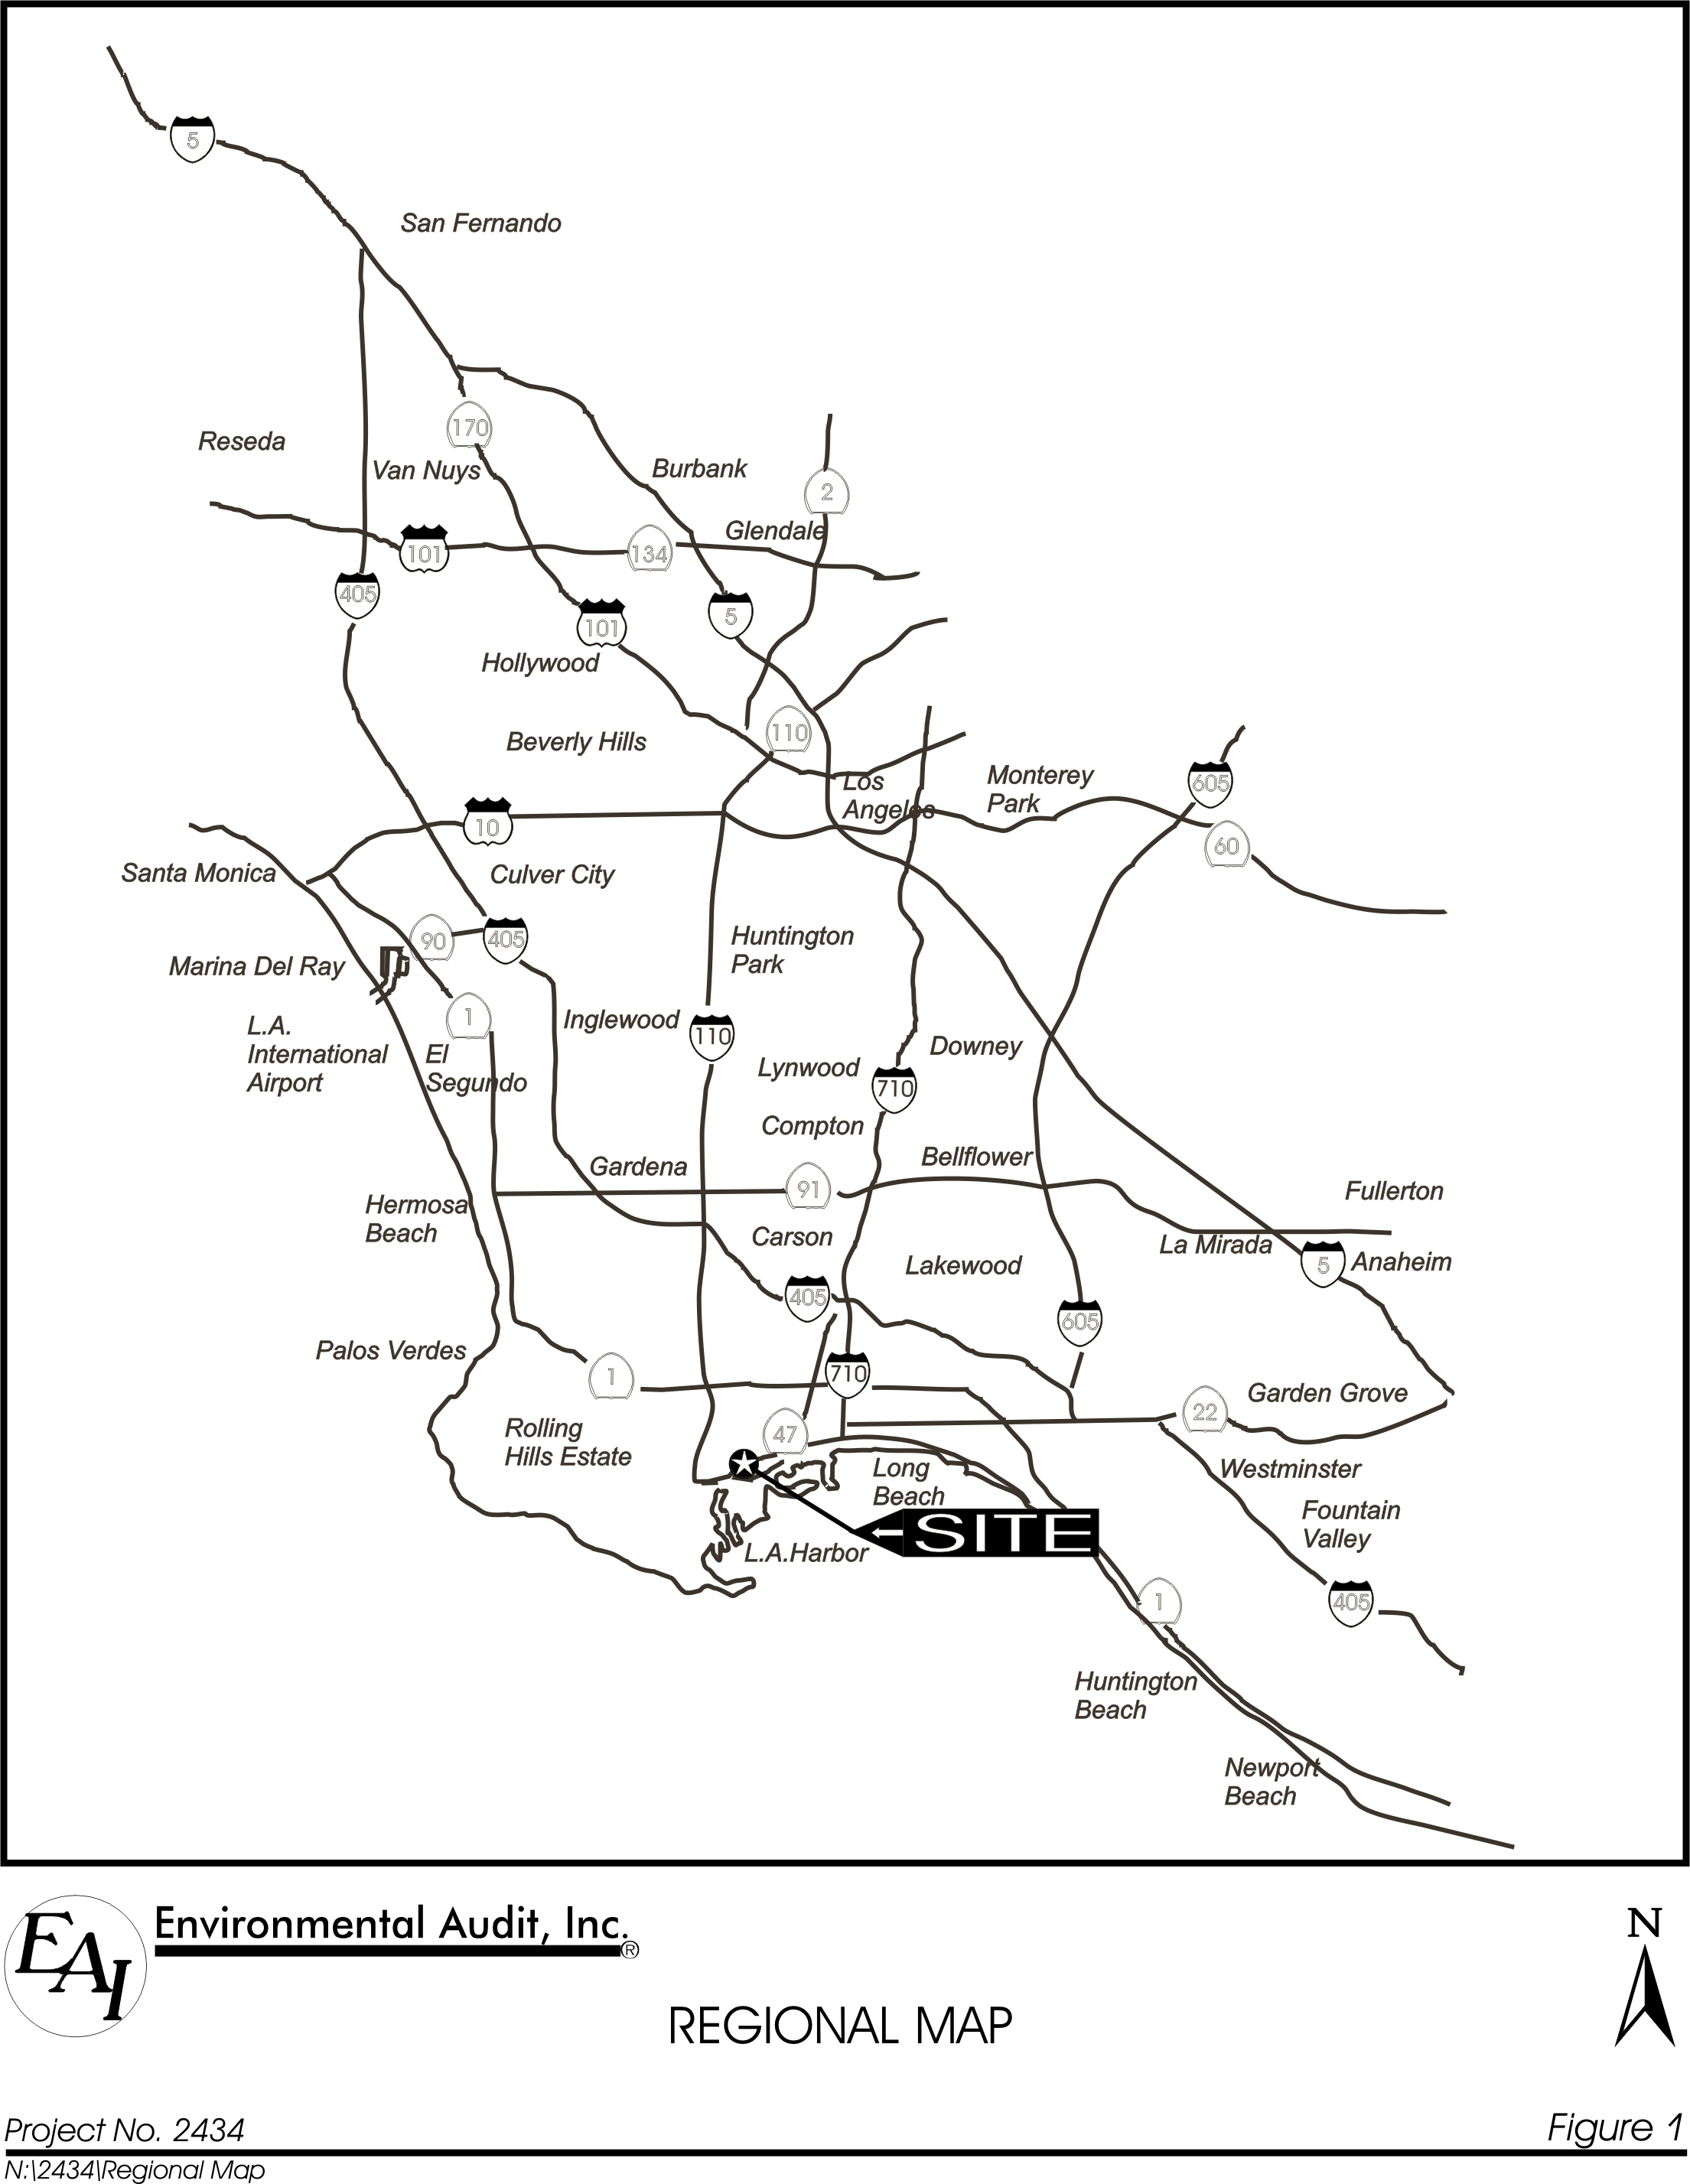 5
San Fernando
170
Reseda
Van Nuys
Burbank
2
Glendale
101
134
405
5
101
Hollywood
110
Beverly Hills
Los
Angeles
Monterey
Park
605
10
60
Santa Monica
Culver City
90
405
Huntington
Park
Marina Del Ray
1
Inglewood
110
L.A.
International
Airport
El
Segundo
Downey
Lynwood
710
Compton
Bellflower
Gardena
91
Fullerton
Hermosa
Beach
Carson
La Mirada
Lakewood
5
Anaheim
405
605
Palos Verdes
1
710
Garden Grove
22
47
Rolling
Hills Estate
Long
Beach
Westminster
Fountain
Valley
SITE
L.A.Harbor
1
405
Huntington
Beach
Newport
Beach
EAI
Environmental Audit, Inc.®
N
REGIONAL MAP
Project No. 2434
Figure 1
N:\2434\Regional Map